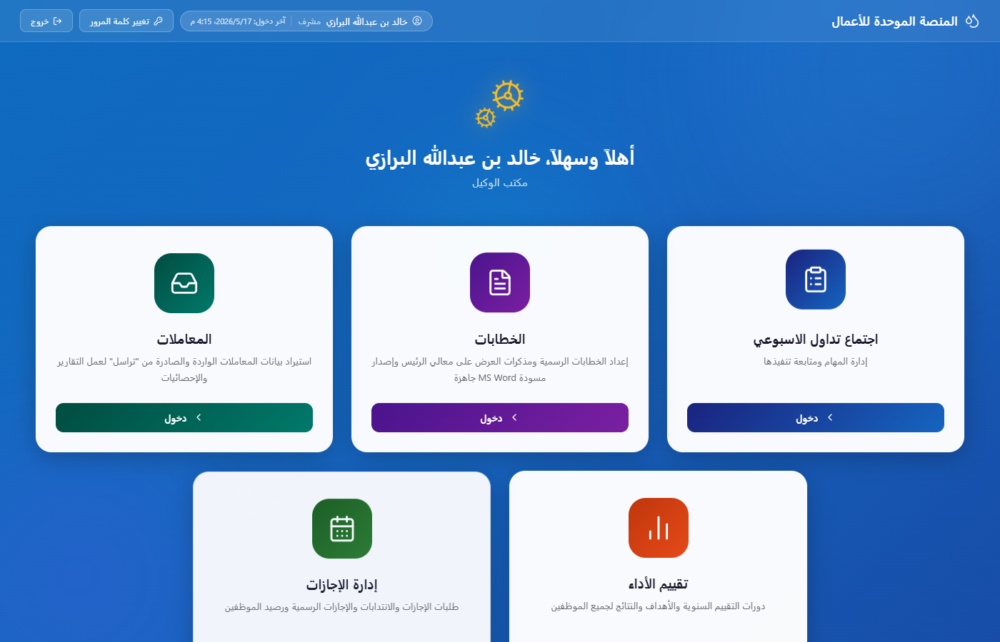 المنصة الموحدة للأعمال
خالد بن عبدالله البرازي مشرف آخر دخول: 2026/5/17، 4:15 م
تغيير كلمة المرور
خروج
أهلاً وسهلاً، خالد بن عبدالله البرازي
مكتب الوكيل
اجتماع تداول الاسبوعي
إدارة المهام ومتابعة تنفيذها
دخول
الخطابات
إعداد الخطابات الرسمية ومذكرات العرض على معالي الرئيس وإصدار
مسودة MS Word جاهزة
دخول
المعاملات
استيراد بيانات المعاملات الواردة والصادرة من "تراسل" لعمل التقارير
والإحصائيات
دخول
تقييم الأداء
دورات التقييم السنوية والأهداف والنتائج لجميع الموظفين
إدارة الإجازات
طلبات الإجازات والانتدابات والإجازات الرسمية ورصيد الموظفين